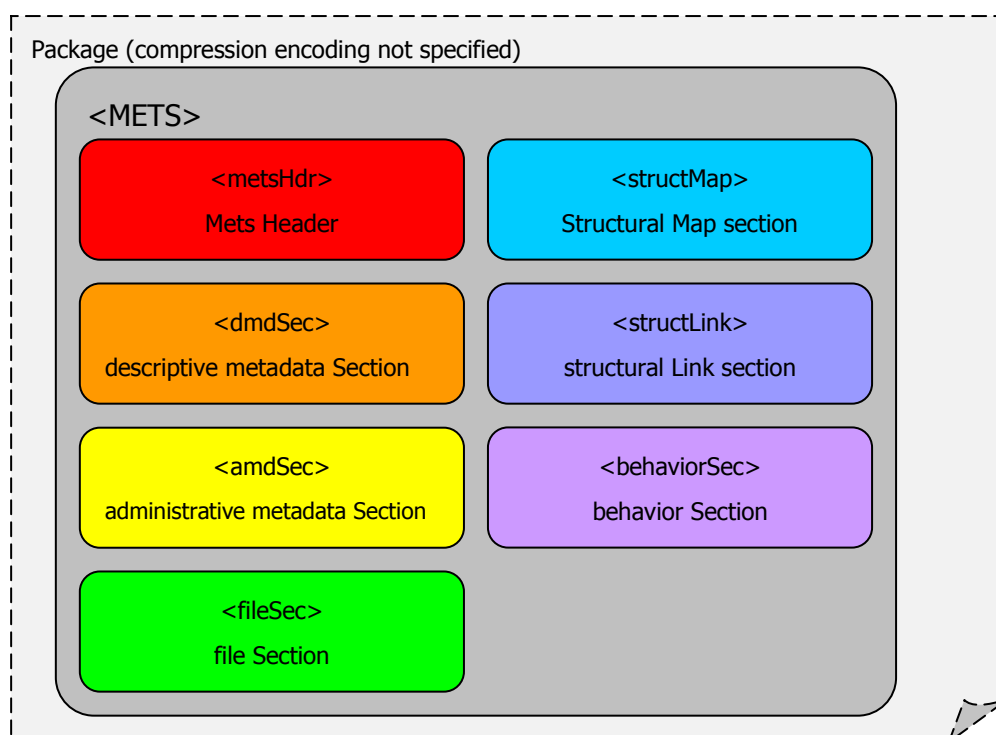 Package (compression encoding not specified)
<METS>
<metsHdr>
Mets Header
<dmdSec>
descriptive metadata Section
<amdSec>
administrative metadata Section
<fileSec>
file Section
<structMap>
Structural Map section
<structLink>
structural Link section
<behaviorSec>
behavior Section